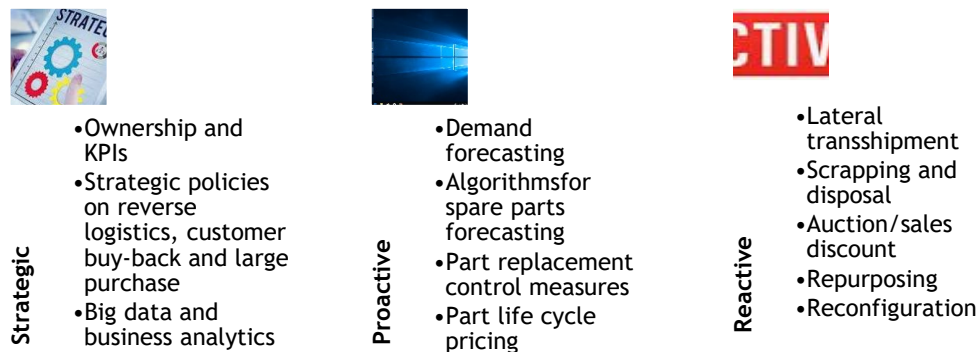 STRATEG
Strategic
•Ownership and
KPIs
•Strategic policies
on reverse
logistics, customer
buy-back and large
purchase
•Big data and
business analytics
Proactive
•Demand
forecasting
•Algorithmsfor
spare parts
forecasting
•Part replacement
control measures
•Part life cycle
pricing
CTIV
Reactive
•Lateral
transshipment
•Scrapping and
disposal
•Auction/sales
discount
•Repurposing
•Reconfiguration